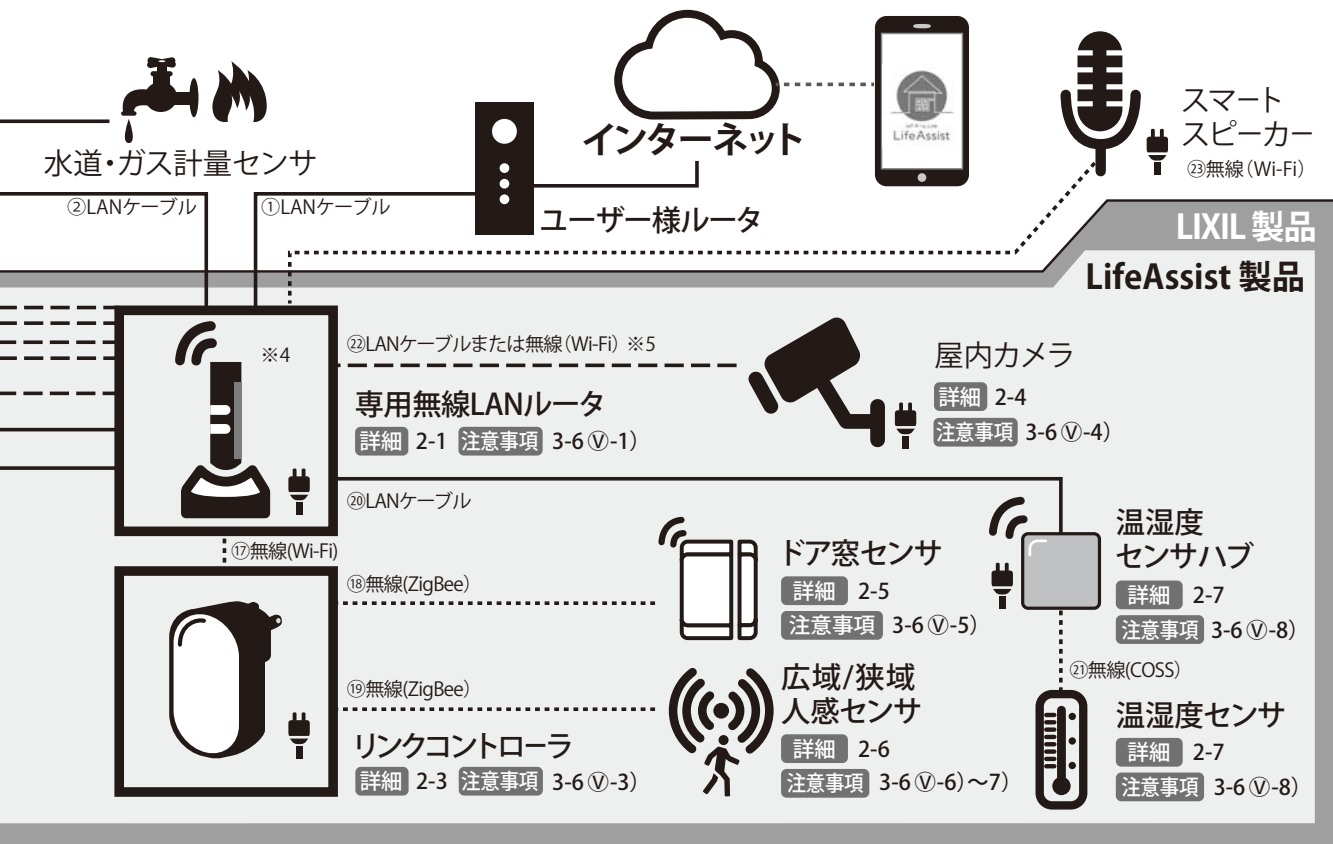 水道・ガス計量センサ
②LANケーブル
①LANケーブル
インターネット
ユーザー様ルータ
LifeAssist
スマート
スピーカー
㉓無線（Wi-Fi）
LIXIL 製品
LifeAssist 製品
※4
㉒LANケーブルまたは無線（Wi-Fi）※5
専用無線LANルータ
詳細 2-1 注意事項 3-6Ⓥ-1）
屋内カメラ
詳細 2-4
注意事項 3-6Ⓥ-4）
⑳LANケーブル
⑰無線(Wi-Fi)
⑱無線(ZigBee）
ドア窓センサ
詳細 2-5
注意事項 3-6Ⓥ-5）
温湿度
センサハブ
詳細 2-7
注意事項 3-6Ⓥ-8）
㉑無線(COSS）
⑲無線(ZigBee）
リンクコントローラ
詳細 2-3 注意事項 3-6Ⓥ-3）
広域/狭域
人感センサ
詳細 2-6
注意事項 3-6Ⓥ-6）～7）
温湿度センサ
詳細 2-7
注意事項 3-6Ⓥ-8）